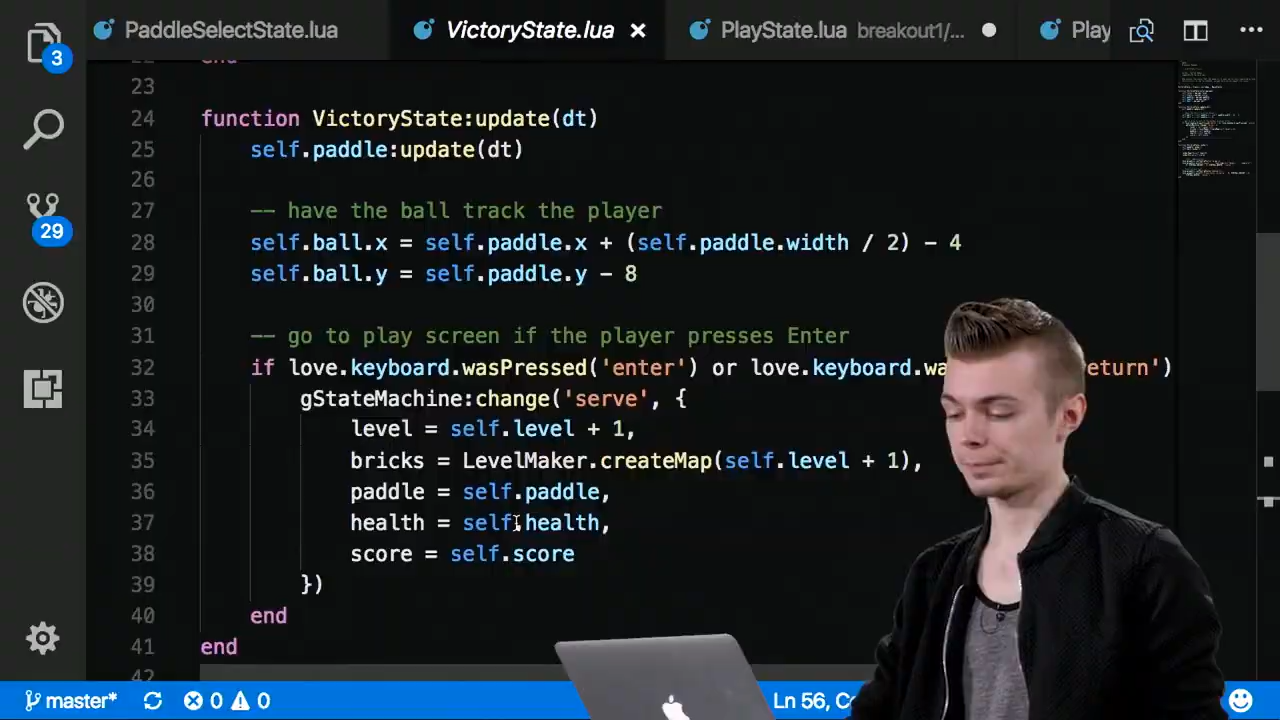 PaddleSelectState.lua VictoryState.lua PlayState.lua breakout1/... Play
3
23
24 function VictoryState:update(dt)
25 self.paddle:update(dt)
26
27 -- have the ball track the player
28 self.ball.x = self.paddle.x + (self.paddle.width / 2) - 4
29 self.ball.y = self.paddle.y - 8
29
30
31 -- go to play screen if the player presses Enter
32 if love.keyboard.wasPressed('enter') or love.keyboard.wa eturn')
33 gStateMachine:change('serve', {
34 level = self.level + 1,
35 bricks = LevelMaker.createMap(self.level + 1),
36 paddle = self.paddle,
37 health = self.health,
38 score = self.score
39 })
40 end
41 end
master* 0 0 Ln 56,